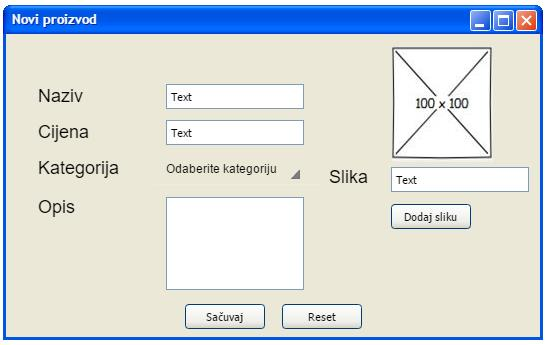 Novi proizvod
100 x 100
Naziv
Text
Cijena
Text
Kategorija
Odaberite kategoriju
Slika
Text
Opis
Dodaj sliku
Sačuvaj
Reset